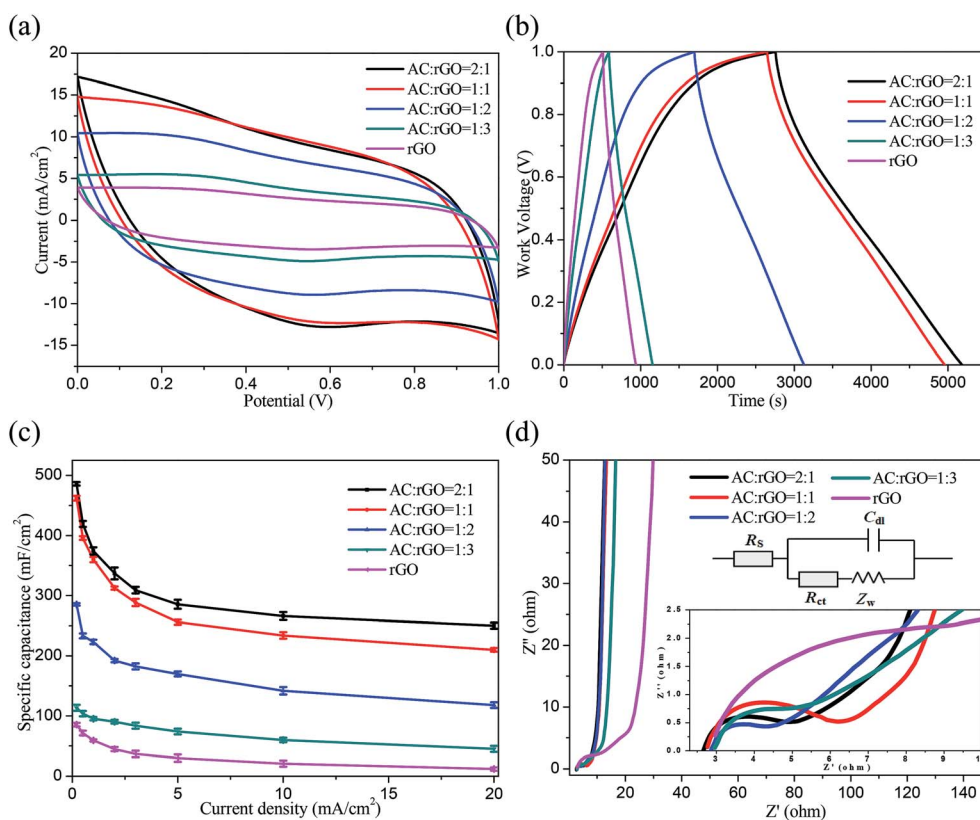 (a)
20
15
10
5
0
-5
-10
-15
0.0
0.2
0.4
0.6
0.8
1.0
Current (mA/cm²)
Potential (V)
AC:rGO=2:1
AC:rGO=1:1
AC:rGO=1:2
AC:rGO=1:3
rGO
(b)
1.0
0.8
0.6
0.4
0.2
0.0
0
1000
2000
3000
4000
5000
Work Voltage (V)
Time (s)
AC:rGO=2:1
AC:rGO=1:1
AC:rGO=1:2
AC:rGO=1:3
rGO
(c)
500
400
300
200
100
0
0
5
10
15
20
Specific capacitance (mF/cm²)
Current density (mA/cm²)
AC:rGO=2:1
AC:rGO=1:1
AC:rGO=1:2
AC:rGO=1:3
rGO
(d)
50
40
30
20
10
0
20
40
60
80
100
120
140
Z'' (ohm)
Z' (ohm)
AC:rGO=2:1
AC:rGO=1:3
AC:rGO=1:1
rGO
AC:rGO=1:2
Cdl
RS
Rct
Zw
2.5
2.0
1.5
1.0
0.5
0.0
3
4
5
6
7
8
9
Z'' (ohm)
Z' (ohm)